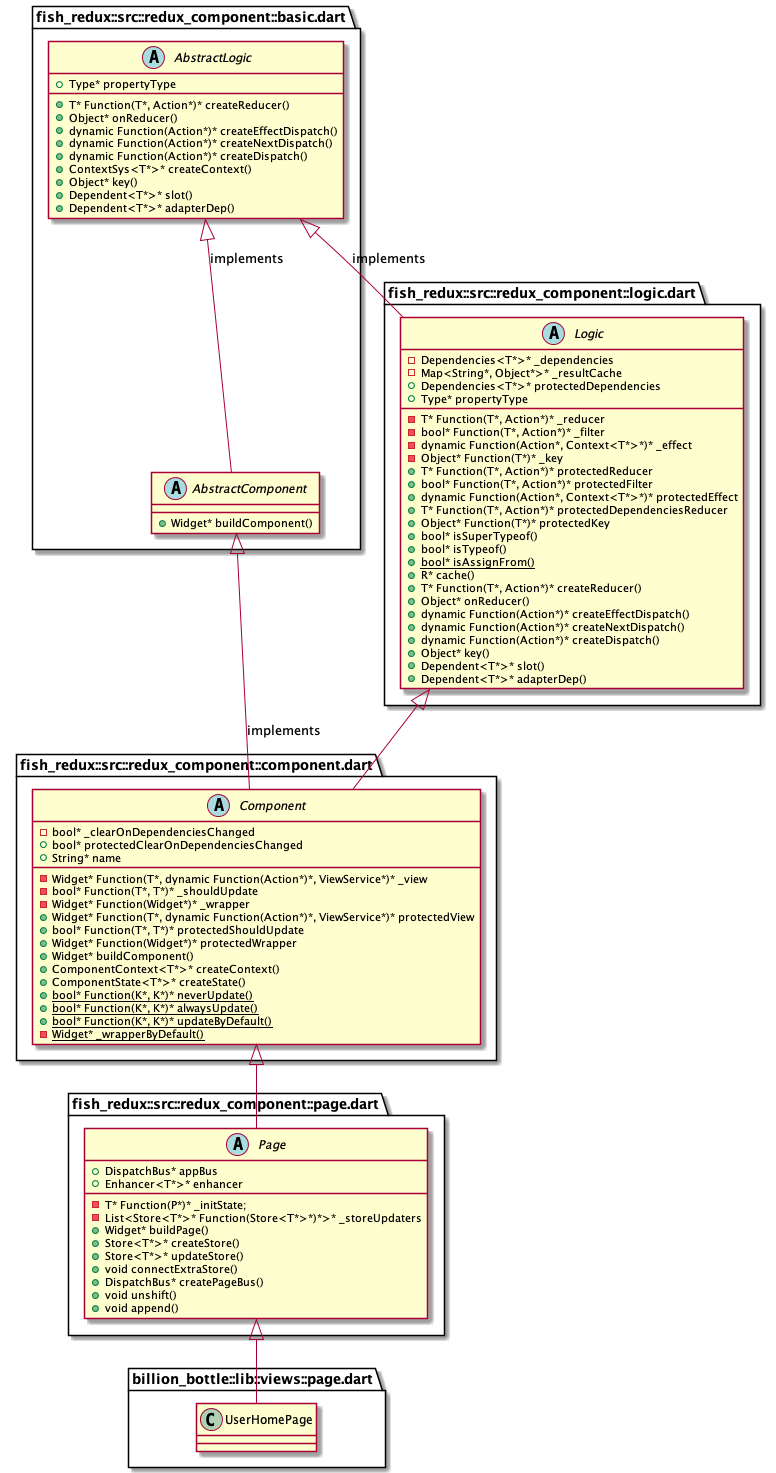 fish_redux::src::redux_component::basic.dart
A AbstractLogic
Type* propertyType
T* Function(T*, Action*)* createReducer()
Object* onReducer()
dynamic Function(Action*)* createEffectDispatch()
dynamic Function(Action*)* createNextDispatch()
dynamic Function(Action*)* createDispatch()
ContextSys<T*>* createContext()
Object* key()
Dependent<T*>* slot()
Dependent<T*>* adapterDep()
implements
implements
fish_redux::src::redux_component::logic.dart
A Logic
Dependencies<T*>* _dependencies
Map<String*, Object*>* _resultCache
Dependencies<T*>* protectedDependencies
Type* propertyType
T* Function(T*, Action*)* _reducer
bool* Function(T*, Action*)* _filter
dynamic Function(Action*, Context<T*>*)* _effect
Object* Function(T*)* _key
T* Function(T*, Action*)* protectedReducer
bool* Function(T*, Action*)* protectedFilter
dynamic Function(Action*, Context<T*>*)* protectedEffect
T* Function(T*, Action*)* protectedDependenciesReducer
Object* Function(T*)* protectedKey
bool* isSuperTypeof()
bool* isTypeof()
bool* isAssignFrom()
R* cache()
T* Function(T*, Action*)* createReducer()
Object* onReducer()
dynamic Function(Action*)* createEffectDispatch()
dynamic Function(Action*)* createNextDispatch()
dynamic Function(Action*)* createDispatch()
Object* key()
Dependent<T*>* slot()
Dependent<T*>* adapterDep()
A AbstractComponent
Widget* buildComponent()
implements
fish_redux::src::redux_component::component.dart
A Component
bool* _clearOnDependenciesChanged
bool* protectedClearOnDependenciesChanged
String* name
Widget* Function(T*, dynamic Function(Action*)*, ViewService*)* _view
bool* Function(T*, T*)* _shouldUpdate
Widget* Function(Widget*)* _wrapper
Widget* Function(T*, dynamic Function(Action*)*, ViewService*)* protectedView
bool* Function(T*, T*)* protectedShouldUpdate
Widget* Function(Widget*)* protectedWrapper
Widget* buildComponent()
ComponentContext<T*>* createContext()
ComponentState<T*>* createState()
bool* Function(K*, K*)* neverUpdate()
bool* Function(K*, K*)* alwaysUpdate()
bool* Function(K*, K*)* updateByDefault()
Widget* _wrapperByDefault()
fish_redux::src::redux_component::page.dart
A Page
DispatchBus* appBus
Enhancer<T*>* enhancer
T* Function(P*)* _initState;
List<Store<T*>* Function(Store<T*>*)*>* _storeUpdaters
Widget* buildPage()
Store<T*>* createStore()
Store<T*>* updateStore()
void connectExtraStore()
DispatchBus* createPageBus()
void unshift()
void append()
billion_bottle::lib::views::page.dart
C UserHomePage